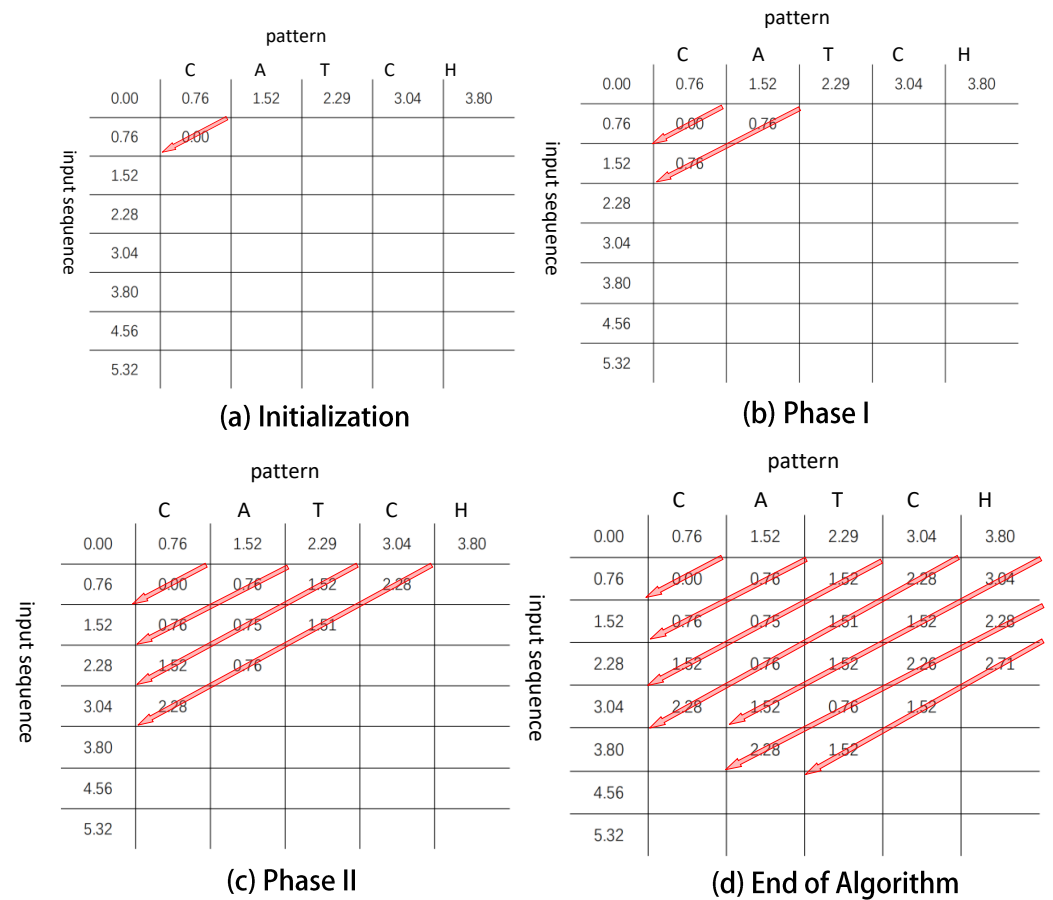 pattern
C A T C H
0.00 0.76 1.52 2.29 3.04 3.80
0.76 0.00
1.52
2.28
3.04
3.80
4.56
5.32
input sequence
(a) Initialization
pattern
C A T C H
0.00 0.76 1.52 2.29 3.04 3.80
0.76 0.00 0.76
1.52 0.76
2.28
3.04
3.80
4.56
5.32
input sequence
(b) Phase I
pattern
C A T C H
0.00 0.76 1.52 2.29 3.04 3.80
0.76 0.00 0.76 1.52 2.28
1.52 0.76 0.75 1.51
2.28 1.52 0.76
3.04 2.28
3.80
4.56
5.32
input sequence
(c) Phase II
pattern
C A T C H
0.00 0.76 1.52 2.29 3.04 3.80
0.76 0.00 0.76 1.52 2.28 3.04
1.52 0.76 0.75 1.51 1.52 2.28
2.28 1.52 0.76 1.52 2.26 2.71
3.04 2.28 1.52 0.76 1.52
3.80 2.28 1.52
4.56
5.32
input sequence
(d) End of Algorithm